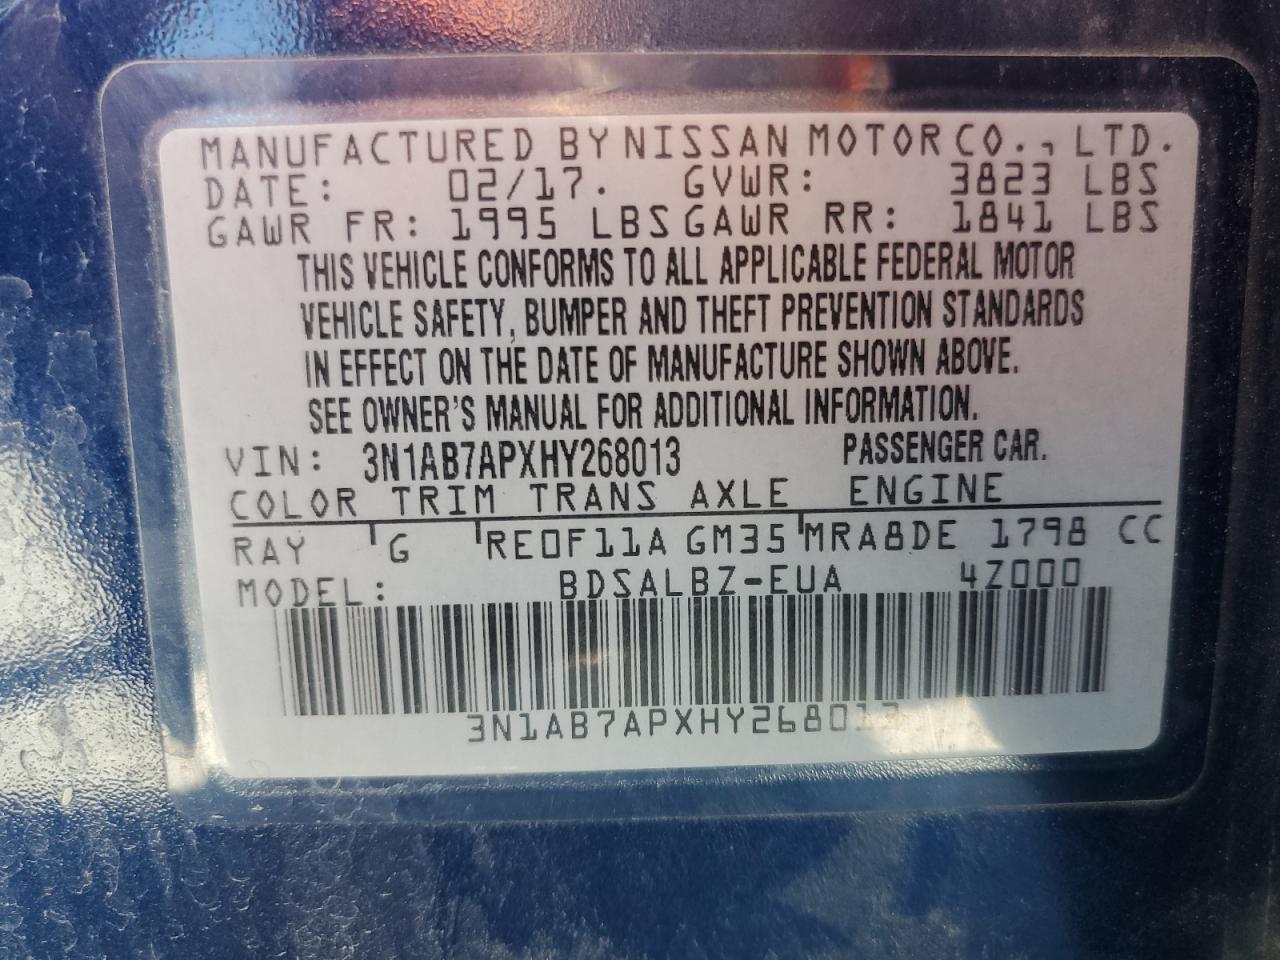 MANUFACTURED BY NISSAN MOTOR CO., LTD.
DATE: 02/17. GVWR: 3823 LBS
GAWR FR: 1995 LBS GAWR RR: 1841 LBS
THIS VEHICLE CONFORMS TO ALL APPLICABLE FEDERAL MOTOR
VEHICLE SAFETY, BUMPER AND THEFT PREVENTION STANDARDS
IN EFFECT ON THE DATE OF MANUFACTURE SHOWN ABOVE.
SEE OWNER'S MANUAL FOR ADDITIONAL INFORMATION.
VIN: 3N1AB7APXHY268013 PASSENGER CAR.
COLOR TRIM TRANS AXLE ENGINE
RAY G RE0F11A GM35 MRA8DE 1798 CC
MODEL: BDSALBZ-EUA 4Z000
3N1AB7APXHY268013